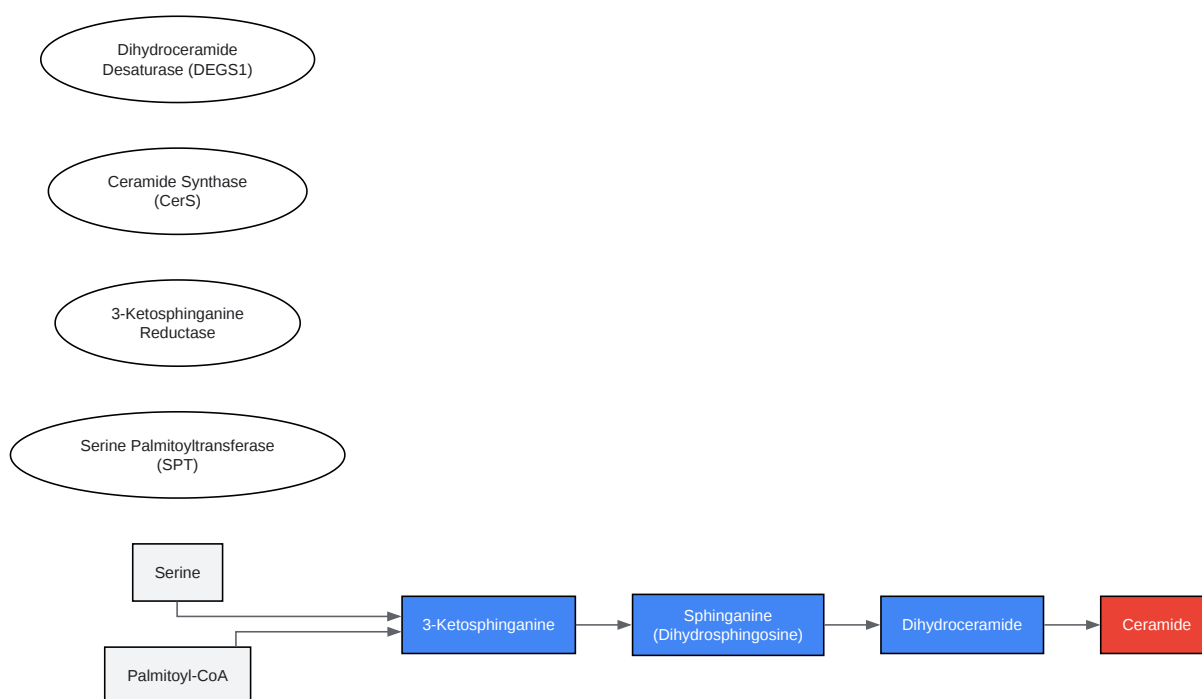 Dihydroceramide
Desaturase (DEGS1)
Ceramide Synthase
(CerS)
3-Ketosphinganine
Reductase
Serine Palmitoyltransferase
(SPT)
Serine
Palmitoyl-CoA
3-Ketosphinganine
Sphinganine
(Dihydrosphingosine)
Dihydroceramide
Ceramide